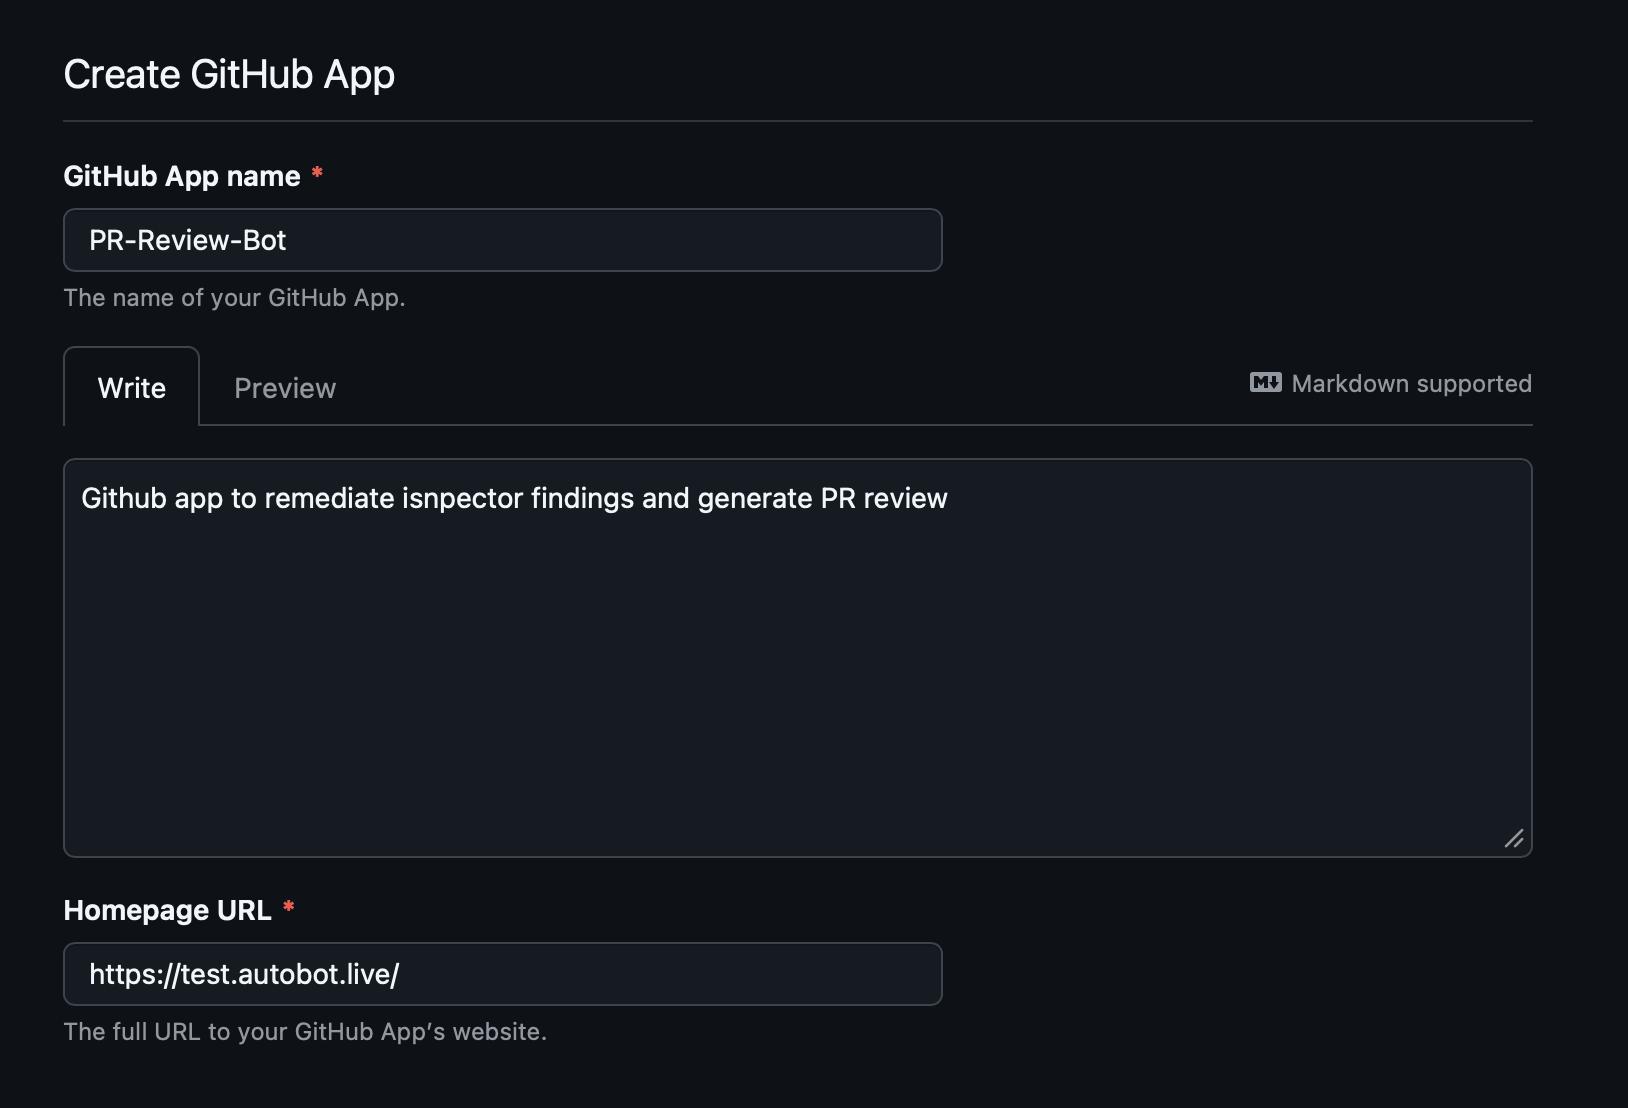 Create GitHub App
GitHub App name *
PR-Review-Bot
The name of your GitHub App.
Write Preview Markdown supported
Github app to remediate isnpector findings and generate PR review
Homepage URL *
https://test.autobot.live/
The full URL to your GitHub App's website.